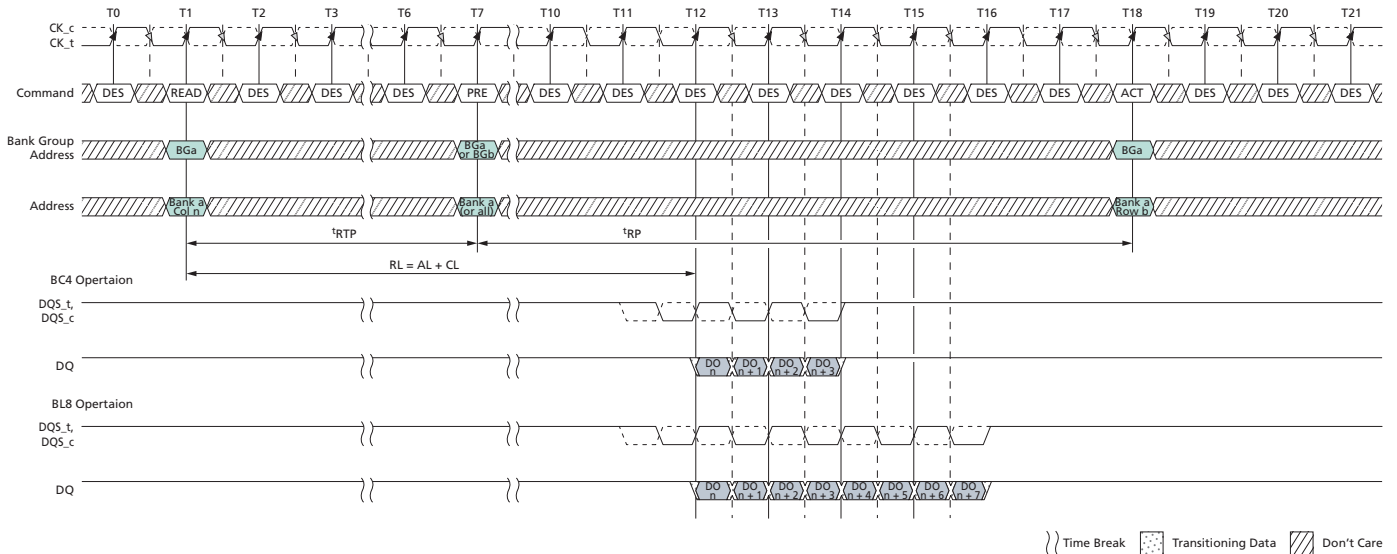 T0 T1 T2 T3 T6 T7 T10 T11 T12 T13 T14 T15 T16 T17 T18 T19 T20 T21
CK_c
CK_t
Command DES READ DES DES DES PRE DES DES DES DES DES DES DES DES ACT DES DES DES
Bank Group
Address BGa BGa
or BGb BGa
Address Bank a
Col n Bank a
(or all) Bank a
Row b
tRTP tRP
RL = AL + CL
BC4 Opertaion
DQS_t,
DQS_c
DQ DO
n DO
n + 1 DO
n + 2 DO
n + 3
BL8 Opertaion
DQS_t,
DQS_c
DQ DO
n DO
n + 1 DO
n + 2 DO
n + 3 DO
n + 4 DO
n + 5 DO
n + 6 DO
n + 7
Time Break Transitioning Data Don't Care